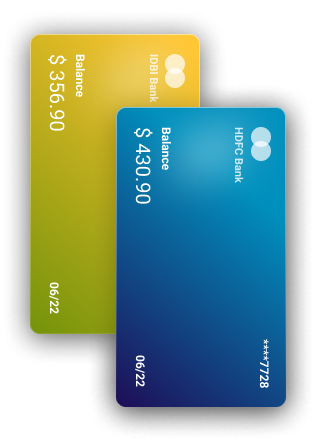 IDBI Bank
Balance
$ 356.90
06/22
HDFC Bank
Balance
$ 430.90
****7728
06/22